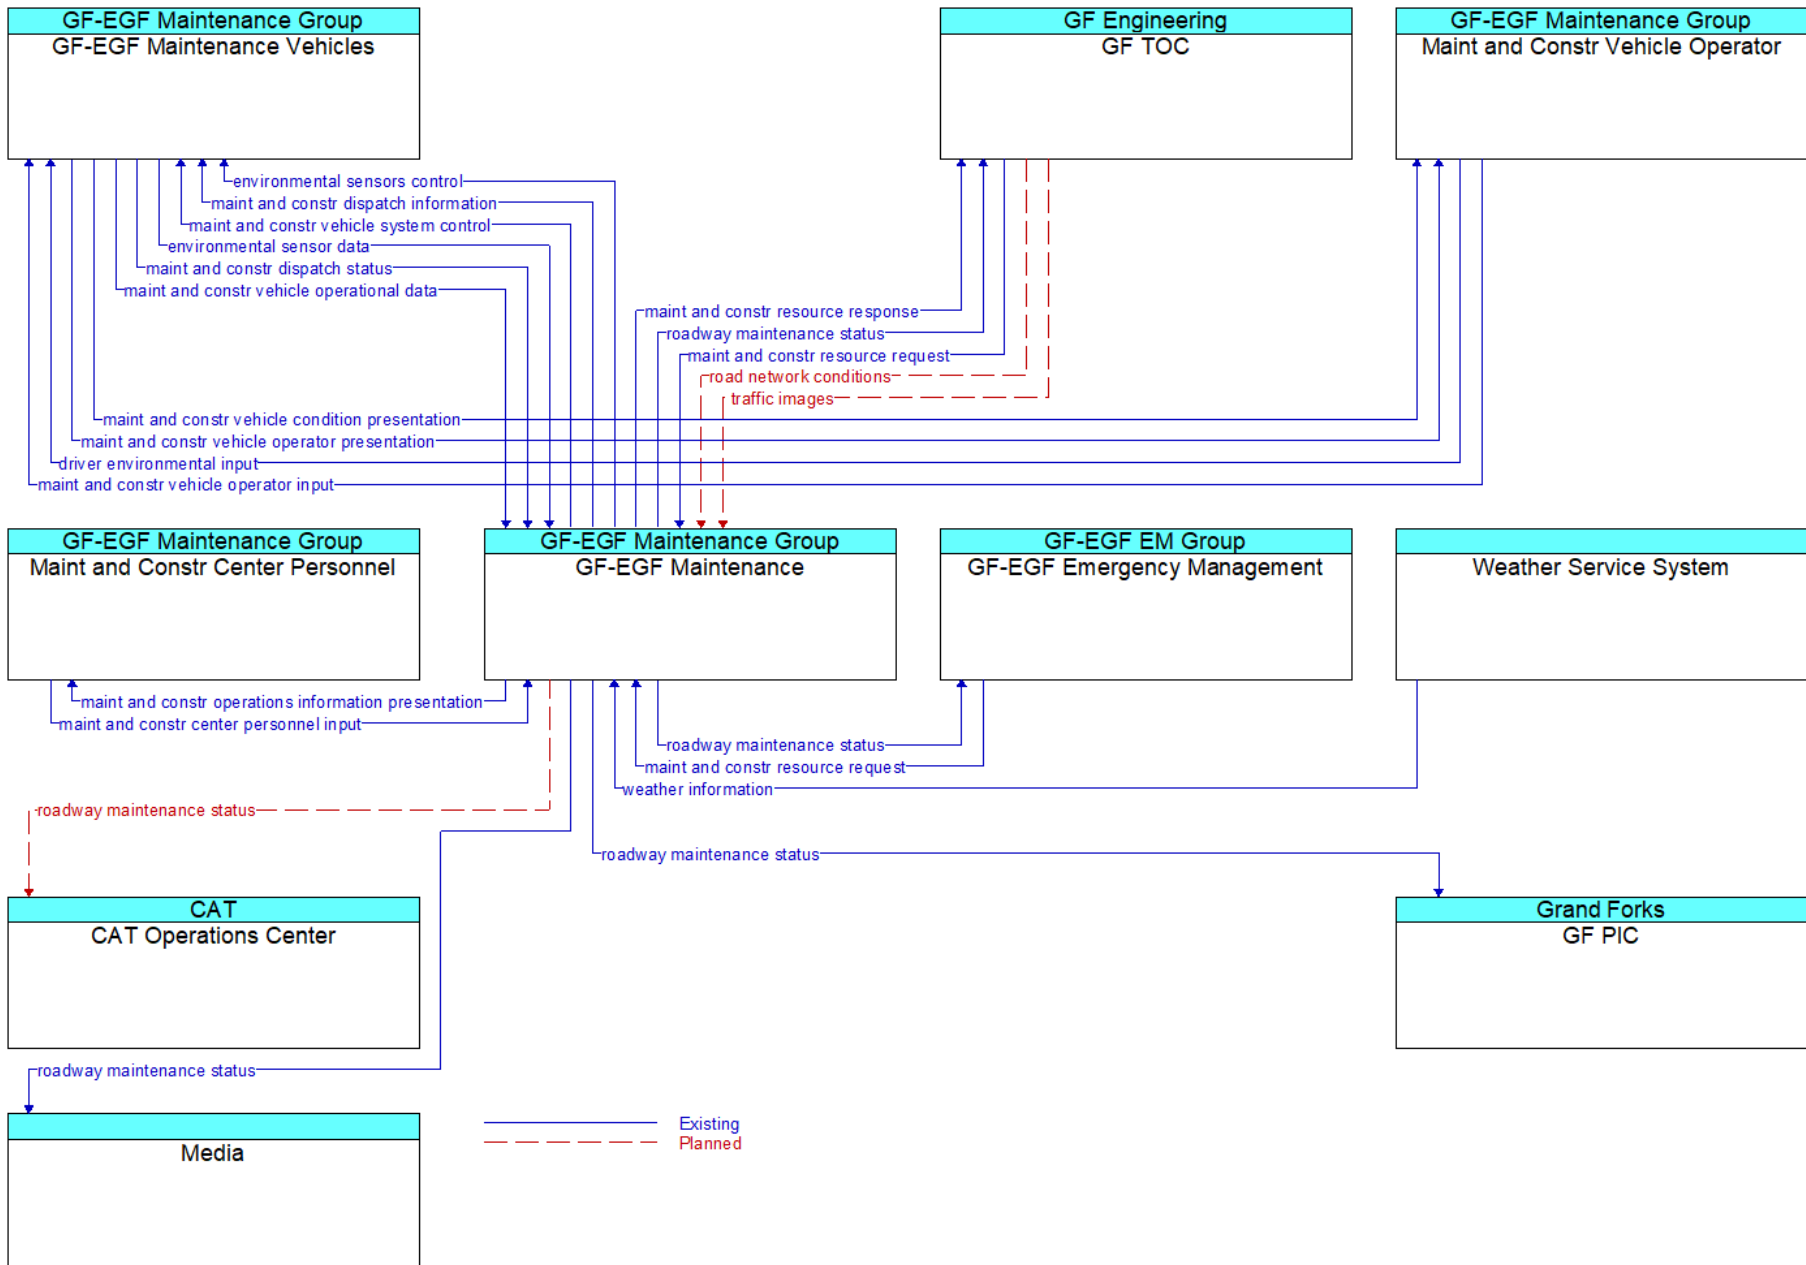 GF-EGF Maintenance Group
GF-EGF Maintenance Vehicles
GF Engineering
GF TOC
GF-EGF Maintenance Group
Maint and Constr Vehicle Operator
environmental sensors control
maint and constr dispatch information
maint and constr vehicle system control
environmental sensor data
maint and constr dispatch status
maint and constr vehicle operational data
maint and constr resource response
roadway maintenance status
maint and constr resource request
road network conditions
traffic images
maint and constr vehicle condition presentation
maint and constr vehicle operator presentation
driver environmental input
maint and constr vehicle operator input
GF-EGF Maintenance Group
Maint and Constr Center Personnel
GF-EGF Maintenance Group
GF-EGF Maintenance
GF-EGF EM Group
GF-EGF Emergency Management
Weather Service System
maint and constr operations information presentation
maint and constr center personnel input
roadway maintenance status
maint and constr resource request
weather information
roadway maintenance status
roadway maintenance status
CAT
CAT Operations Center
Grand Forks
GF PIC
roadway maintenance status
Media
Existing
Planned